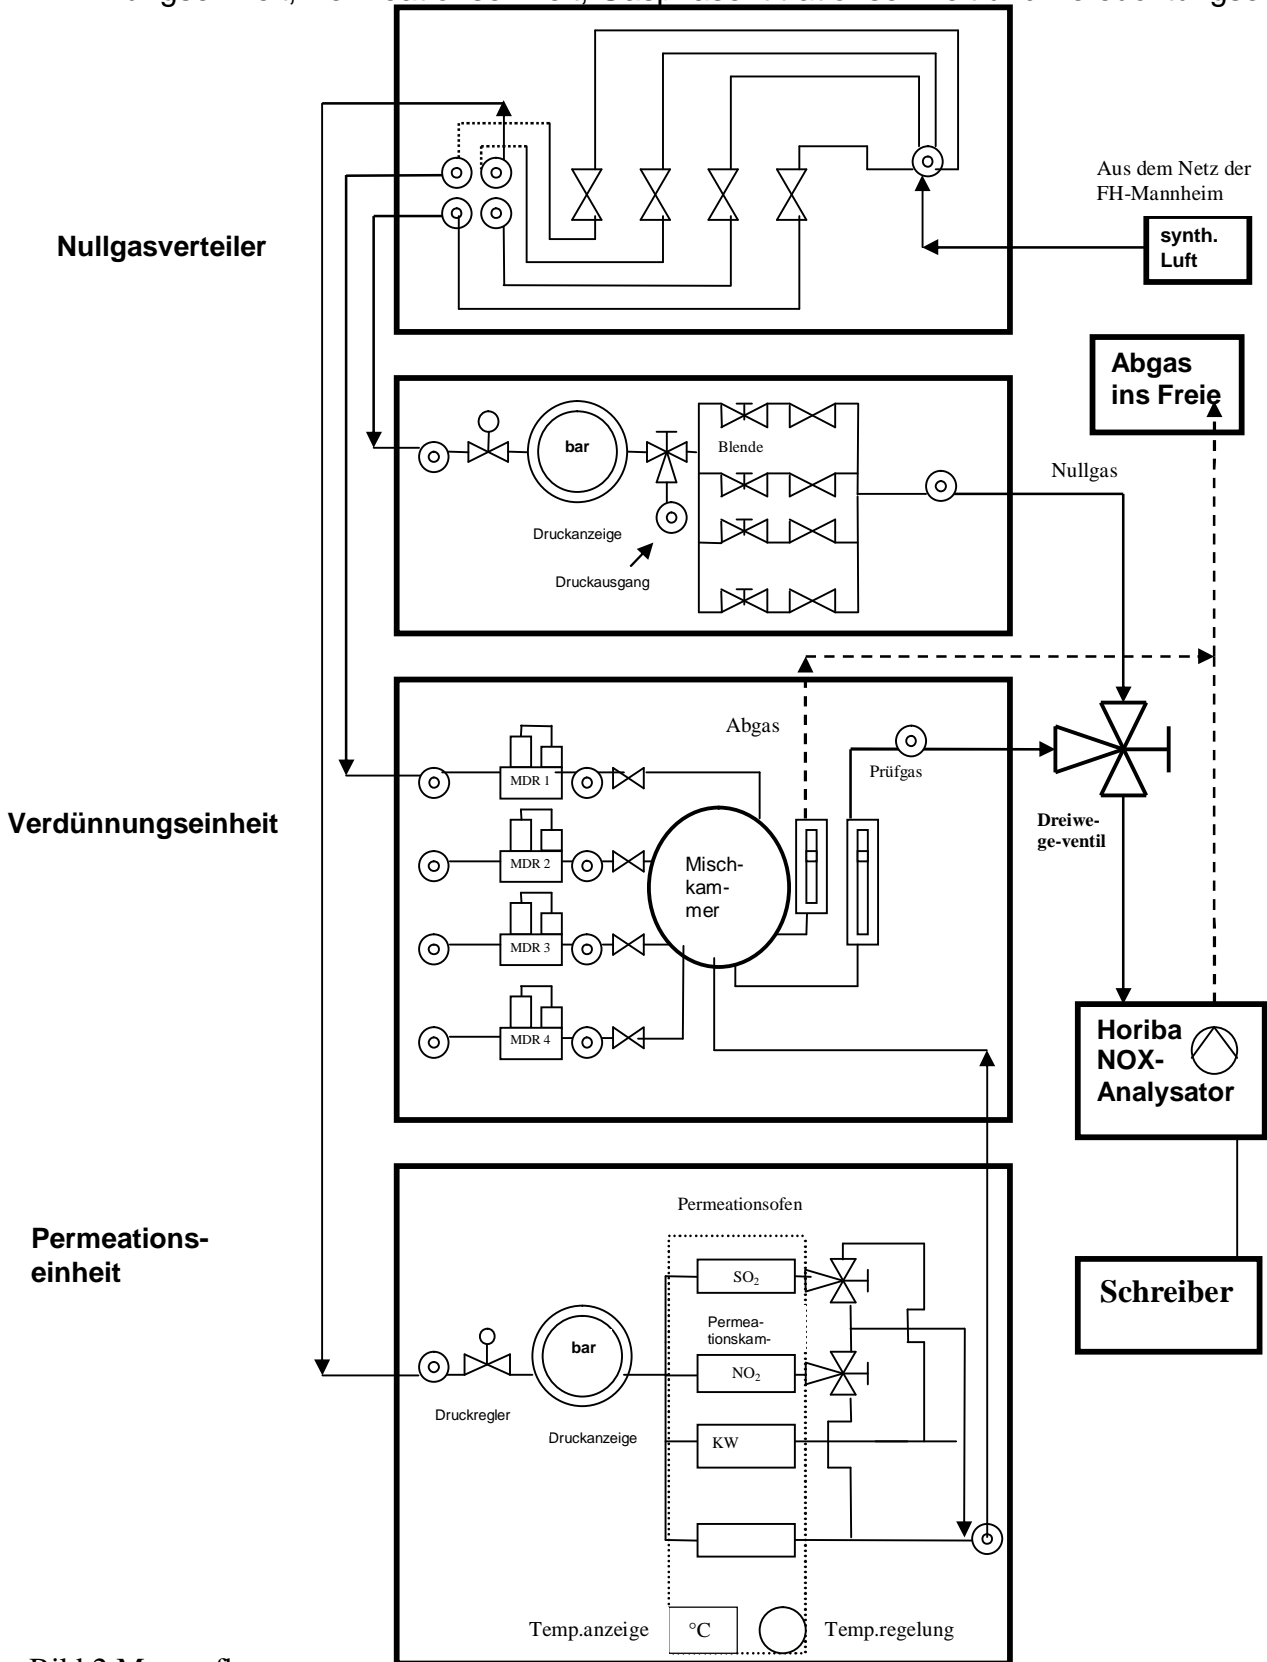 Aus dem Netz der
FH-Mannheim
synth.
Luft
Nullgasverteiler
Abgas
ins Freie
bar
Blende
Nullgas
Druckanzeige
Druckausgang
Abgas
Prüfgas
MDR 1
Dreiwe-
ge-ventil
Verdünnungseinheit
MDR 2
Misch-
kam-
mer
MDR 3
MDR 4
Horiba
NOX-
Analysator
Permeationsofen
Permeations-
einheit
SO₂
Schreiber
Permea-
tionskam-
bar
NO₂
Druckregler
Druckanzeige
KW
Temp.anzeige
°C
Temp.regelung